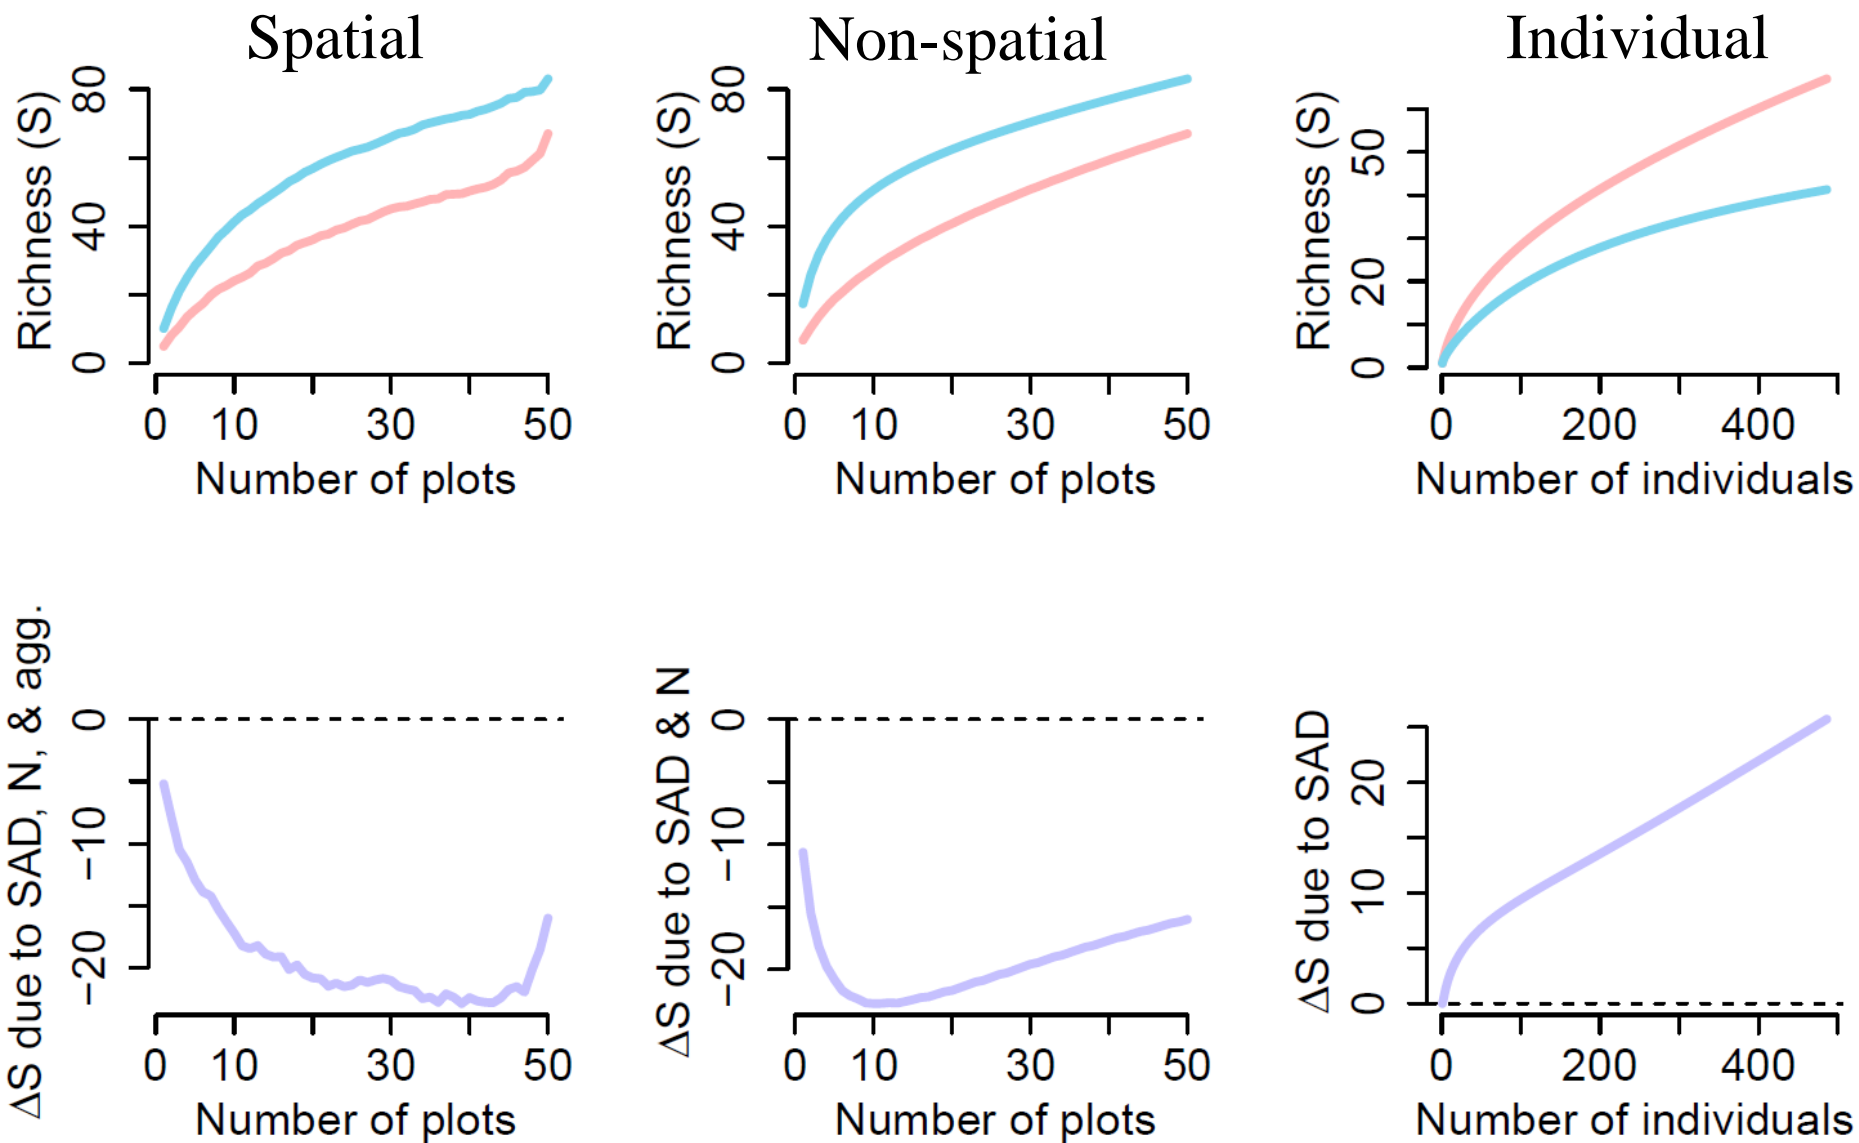 Spatial
Richness (S)
0 40 80
0 10 30 50
Number of plots
Non-spatial
Richness (S)
0 40 80
0 10 30 50
Number of plots
Individual
Richness (S)
0 20 50
0 200 400
Number of individuals
ΔS due to SAD, N, & agg.
−20 −10 0
0 10 30 50
Number of plots
ΔS due to SAD & N
−20 −10 0
0 10 30 50
Number of plots
ΔS due to SAD
0 10 20
0 200 400
Number of individuals